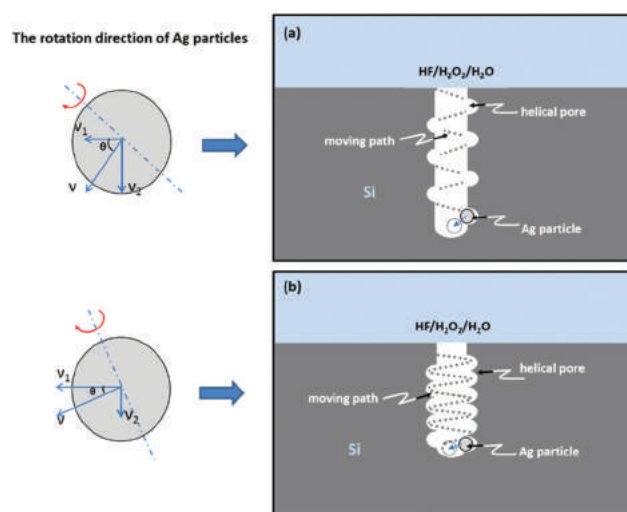 The rotation direction of Ag particles
V₁
θ
V
V₂
(a)
HF/H₂O₂/H₂O
helical pore
moving path
Si
Ag particle
V₁
θ
V
V₂
(b)
HF/H₂O₂/H₂O
helical pore
moving path
Si
Ag particle